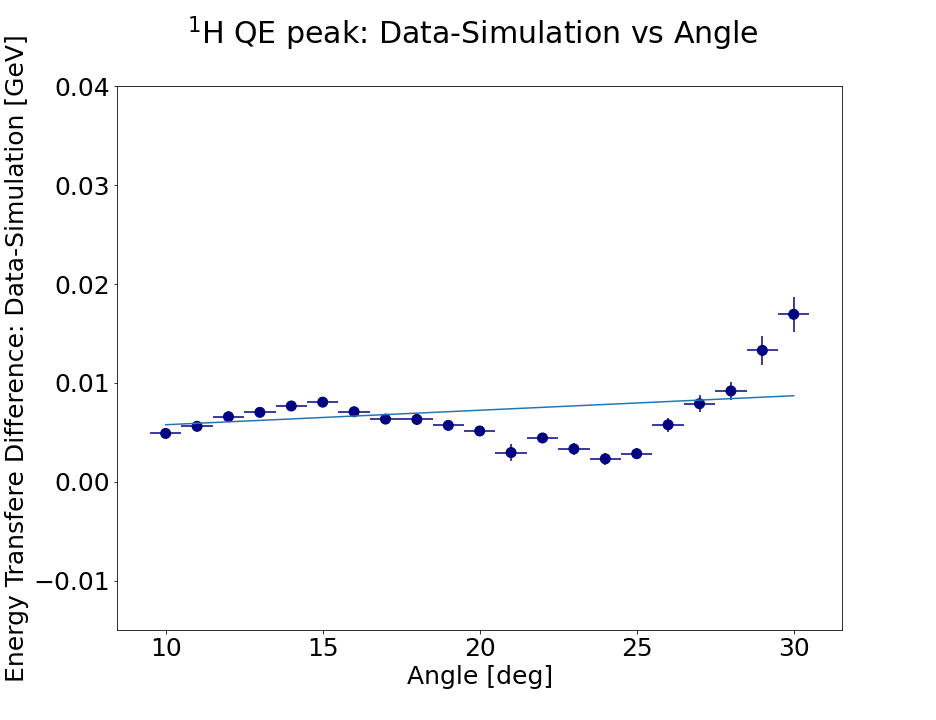 ¹H QE peak: Data-Simulation vs Angle
Energy Transfere Difference: Data-Simulation [GeV]
0.04
0.03
0.02
0.01
0.00
−0.01
10 15 20 25 30
Angle [deg]